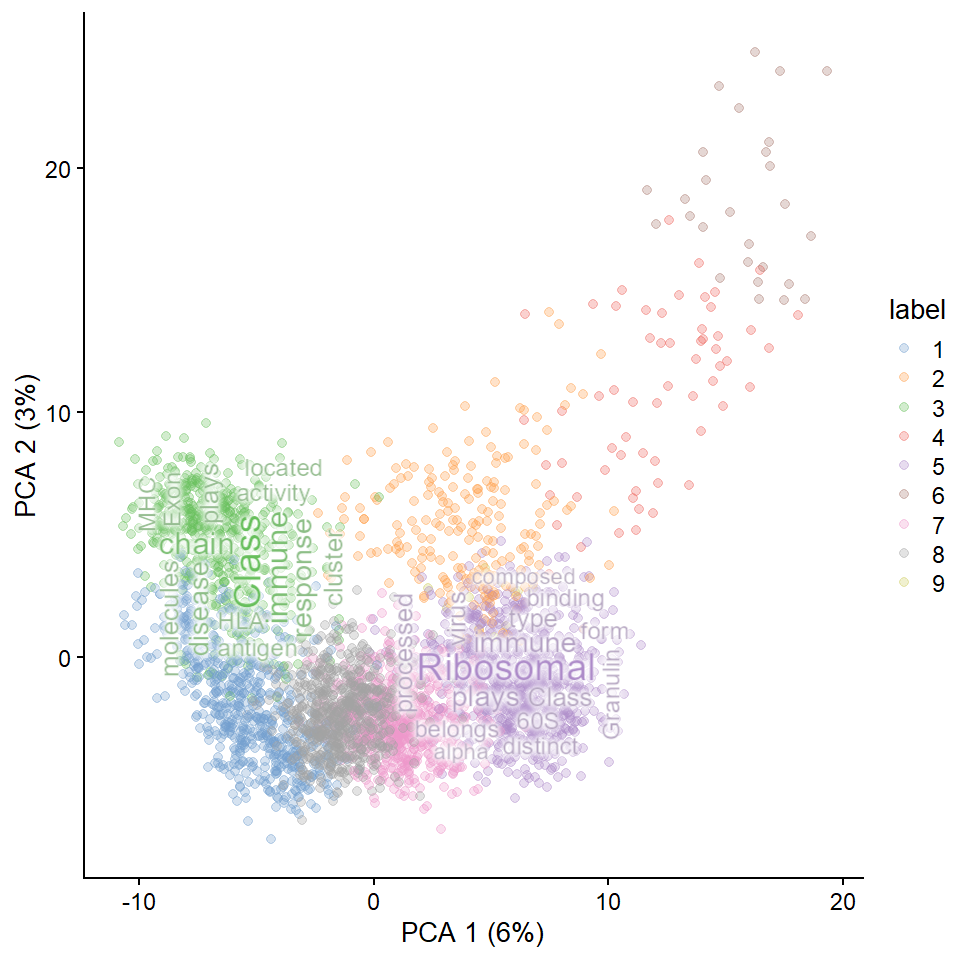 20
10
0
-10
0
10
20
PCA 2 (3%)
PCA 1 (6%)
label
1
2
3
4
5
6
7
8
9
located
activity
MHC
Exon
plays
chain
Class
immune
response
cluster
molecules
disease
HLA
antigen
composed
binding
virus
type
form
immune
processed
Ribosomal
plays
Class
Granulin
60S
belongs
alpha
distinct